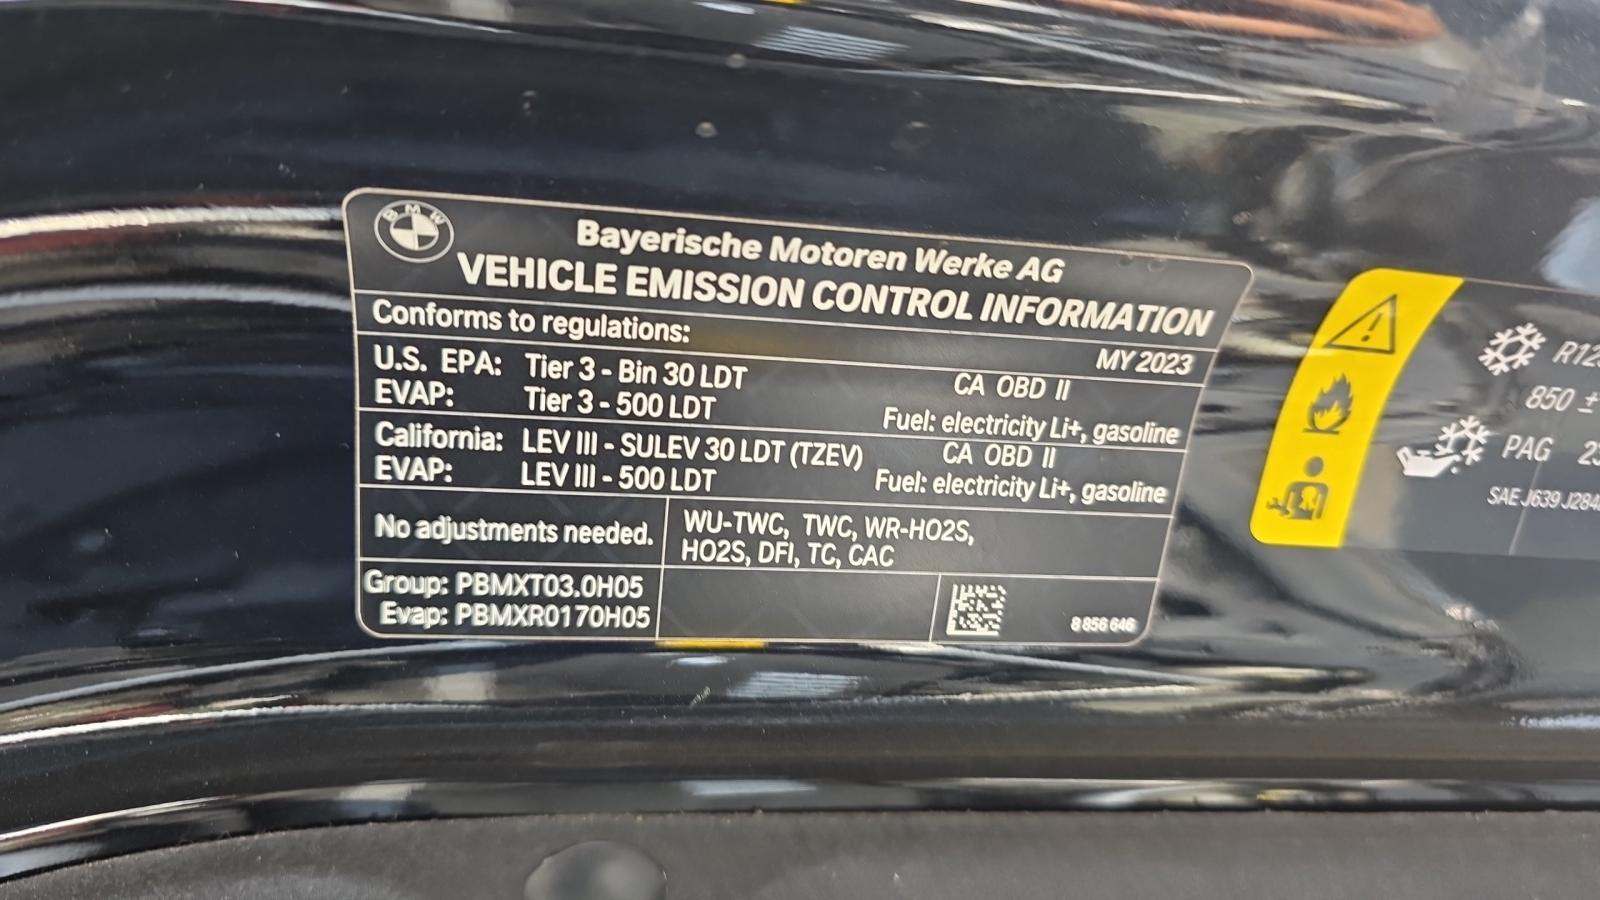 BMW
Bayerische Motoren Werke AG
VEHICLE EMISSION CONTROL INFORMATION
Conforms to regulations:
MY 2023
U.S. EPA: Tier 3 - Bin 30 LDT CA OBD II
EVAP: Tier 3 - 500 LDT Fuel: electricity Li+, gasoline
California: LEV III - SULEV 30 LDT (TZEV) CA OBD II
EVAP: LEV III - 500 LDT Fuel: electricity Li+, gasoline
No adjustments needed.
WU-TWC, TWC, WR-HO2S,
HO2S, DFI, TC, CAC
Group: PBMXT03.0H05
Evap: PBMXR0170H05
8 856 646
850 ±
PAG
SAE J639